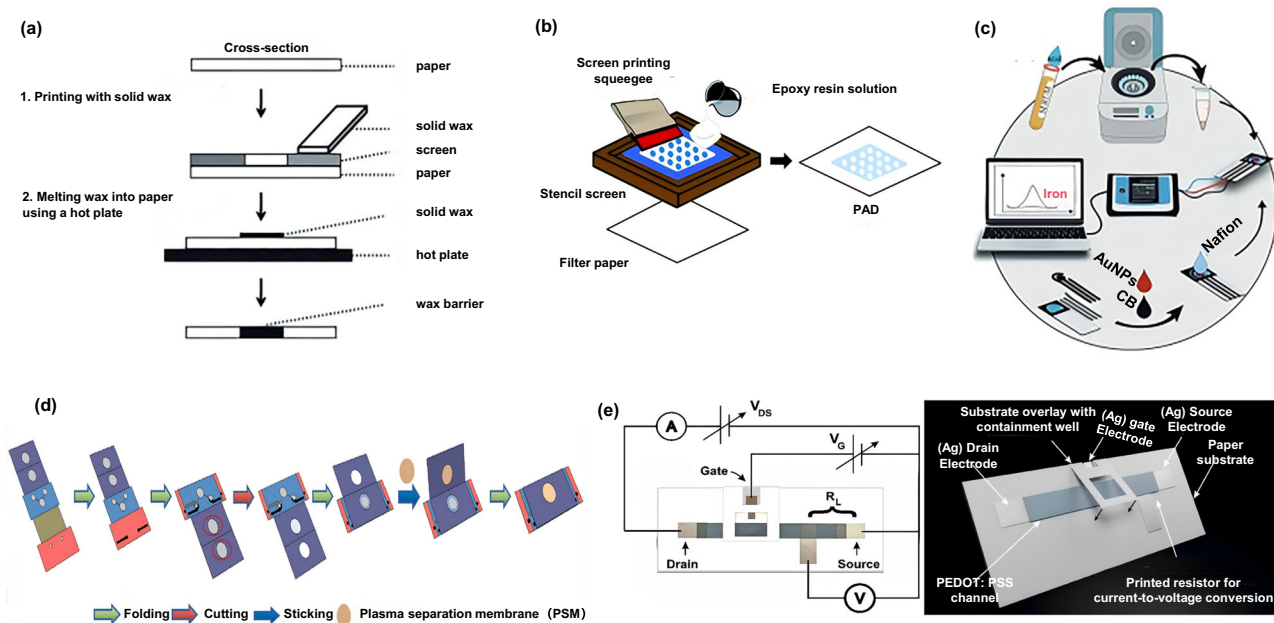 (a)
Cross-section
paper
1. Printing with solid wax
solid wax
screen
paper
2. Melting wax into paper
using a hot plate
solid wax
hot plate
wax barrier
(b)
Screen printing
squeegee
Epoxy resin solution
Stencil screen
PAD
Filter paper
(c)
Iron
Nafion
AuNPs
CB
(d)
Folding
Cutting
Sticking
Plasma separation membrane（PSM）
(e)
A
VDS
VG
Gate
RL
Drain
Source
V
Substrate overlay with
containment well
(Ag) gate
Electrode
(Ag) Source
Electrode
(Ag) Drain
Electrode
Paper
substrate
PEDOT: PSS
channel
Printed resistor for
current-to-voltage conversion